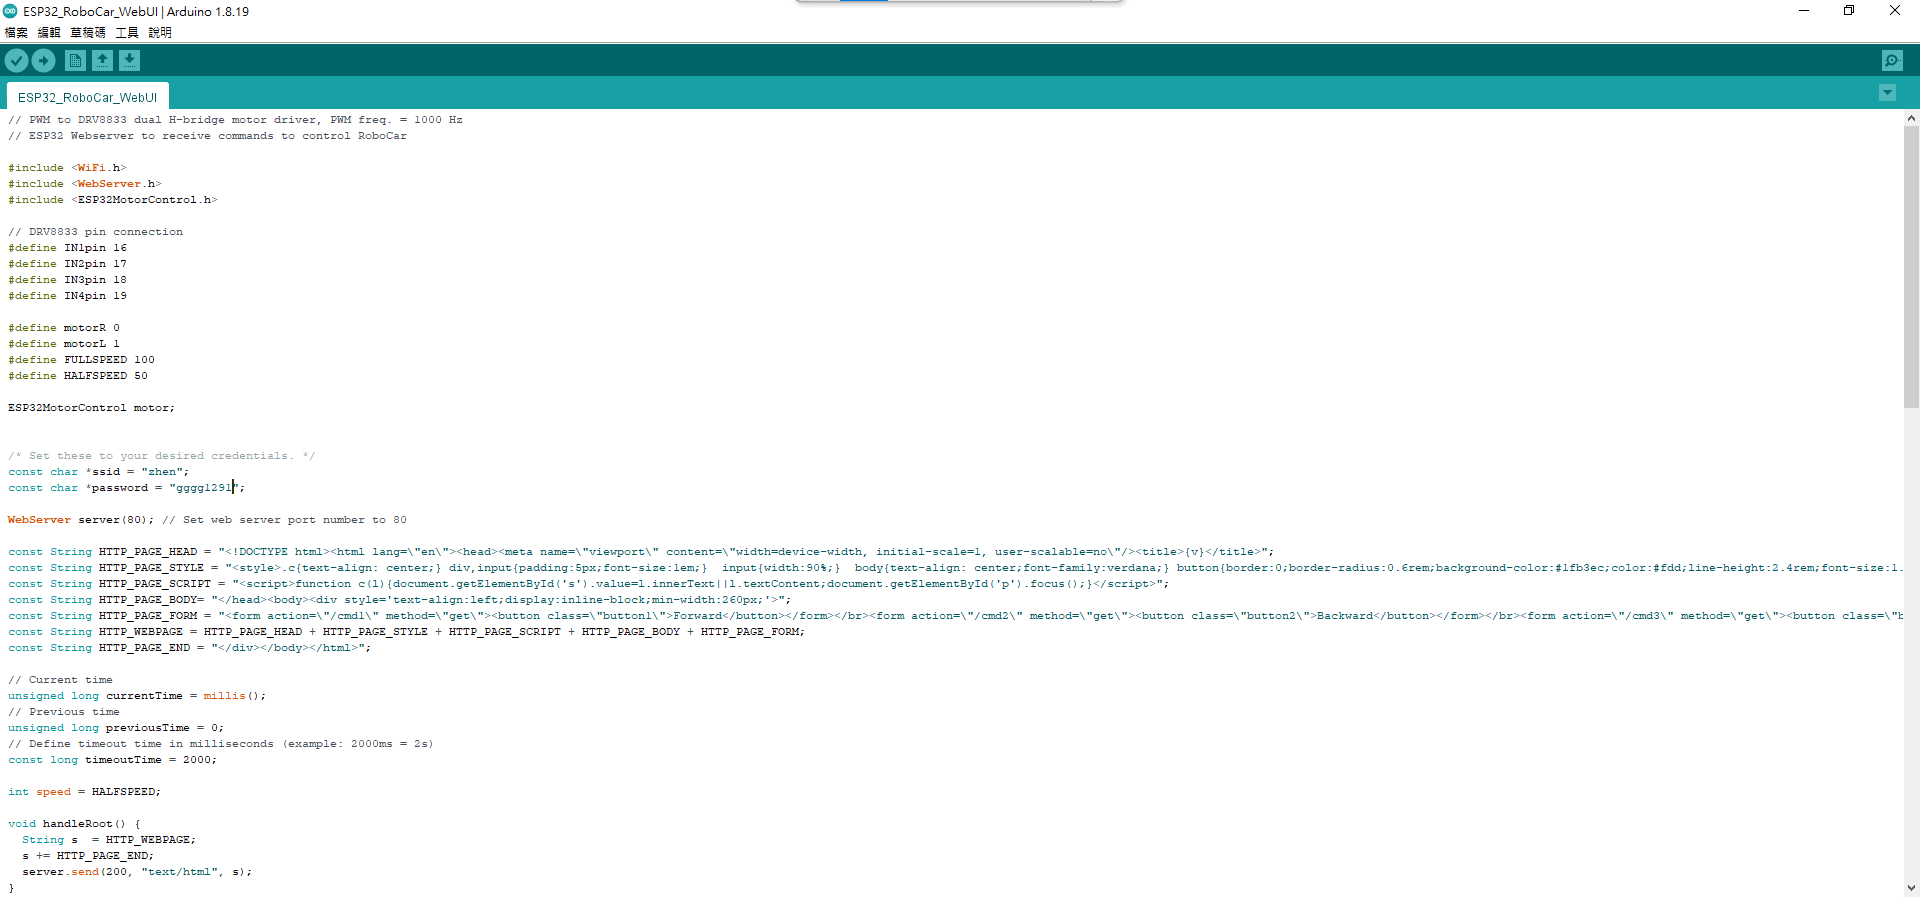 ESP32_RoboCar_WebUI | Arduino 1.8.19
檔案 編輯 草稿碼 工具 說明
ESP32_RoboCar_WebUI
// PWM to DRV8833 dual H-bridge motor driver, PWM freq. = 1000 Hz
// ESP32 Webserver to receive commands to control RoboCar
#include <WiFi.h>
#include <WebServer.h>
#include <ESP32MotorControl.h>
// DRV8833 pin connection
#define IN1pin 16
#define IN2pin 17
#define IN3pin 18
#define IN4pin 19
#define motorR 0
#define motorL 1
#define FULLSPEED 100
#define HALFSPEED 50
ESP32MotorControl motor;
/* Set these to your desired credentials. */
const char *ssid = "zhen";
const char *password = "gggg1291";
WebServer server(80); // Set web server port number to 80
const String HTTP_PAGE_HEAD = "<!DOCTYPE html><html lang=\"en\"><head><meta name=\"viewport\" content=\"width=device-width, initial-scale=1, user-scalable=no\"/><title>{v}</title>";
const String HTTP_PAGE_STYLE = "<style>.c{text-align: center;} div,input{padding:5px;font-size:1em;}  input{width:90%;}  body{text-align: center;font-family:verdana;} button{border:0;border-radius:0.6rem;background-color:#1fb3ec;color:#fdd;line-height:2.4rem;font-size:1.
const String HTTP_PAGE_SCRIPT = "<script>function c(l){document.getElementById('s').value=l.innerText||l.textContent;document.getElementById('p').focus();}</script>";
const String HTTP_PAGE_BODY= "</head><body><div style='text-align:left;display:inline-block;min-width:260px;'>";
const String HTTP_PAGE_FORM = "<form action=\"/cmd1\" method=\"get\"><button class=\"button1\">Forward</button></form></br><form action=\"/cmd2\" method=\"get\"><button class=\"button2\">Backward</button></form></br><form action=\"/cmd3\" method=\"get\"><button class=\"b
const String HTTP_WEBPAGE = HTTP_PAGE_HEAD + HTTP_PAGE_STYLE + HTTP_PAGE_SCRIPT + HTTP_PAGE_BODY + HTTP_PAGE_FORM;
const String HTTP_PAGE_END = "</div></body></html>";
// Current time
unsigned long currentTime = millis();
// Previous time
unsigned long previousTime = 0;
// Define timeout time in milliseconds (example: 2000ms = 2s)
const long timeoutTime = 2000;
int speed = HALFSPEED;
void handleRoot() {
  String s  = HTTP_WEBPAGE;
  s += HTTP_PAGE_END;
  server.send(200, "text/html", s);
}